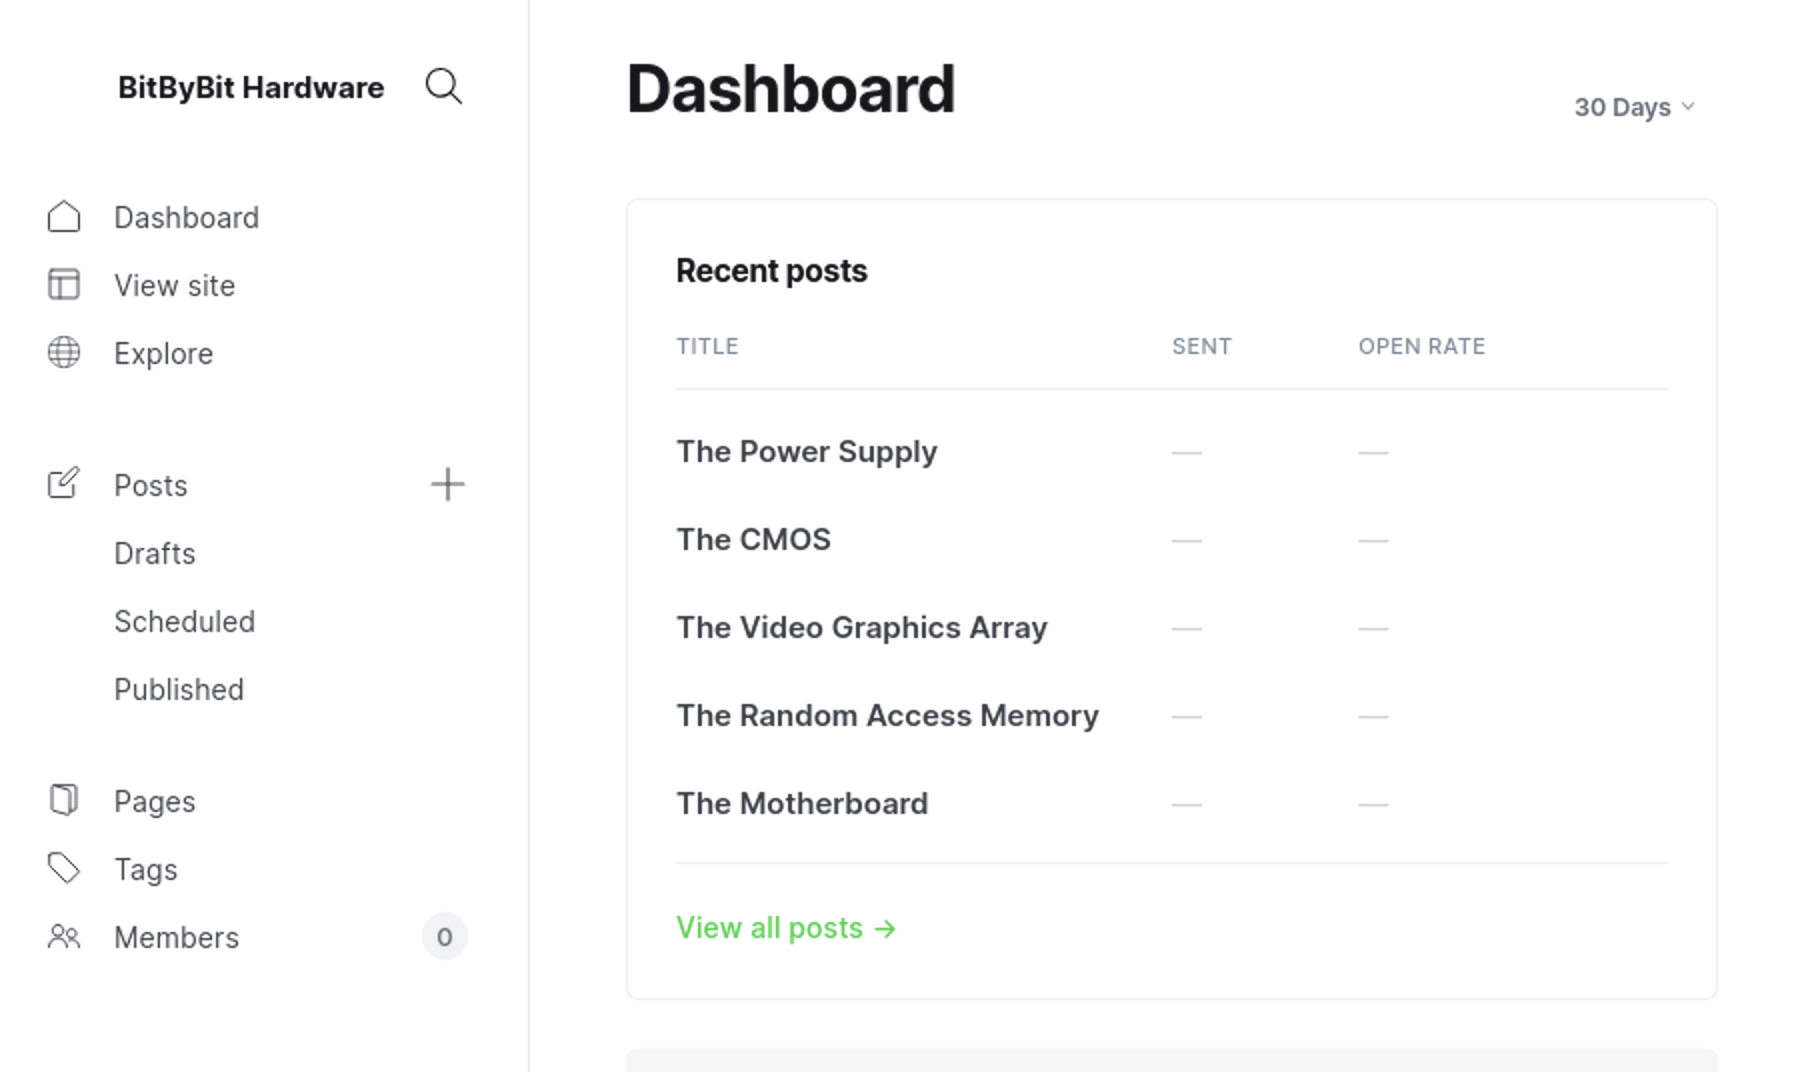 BitByBit Hardware
Dashboard
View site
Explore
Posts
Drafts
Scheduled
Published
Pages
Tags
Members 0
Dashboard
30 Days
Recent posts
TITLE SENT OPEN RATE
The Power Supply — —
The CMOS — —
The Video Graphics Array — —
The Random Access Memory — —
The Motherboard — —
View all posts →